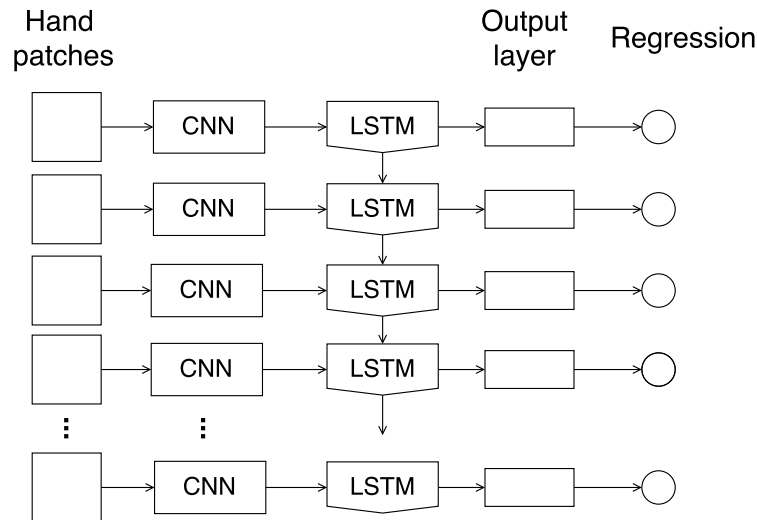 Hand
patches
Output
layer
Regression
CNN
LSTM
CNN
LSTM
CNN
LSTM
CNN
LSTM
CNN
LSTM